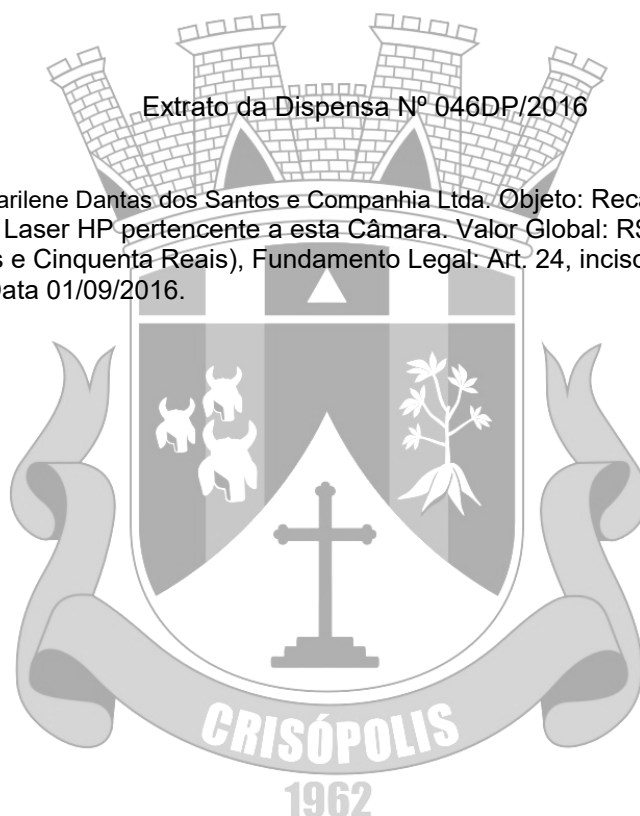 Extrato da Dispensa Nº 046DP/2016
arilene Dantas dos Santos e Companhia Ltda. Objeto: Reca
Laser HP pertencente a esta Câmara. Valor Global: R$
s e Cinquenta Reais), Fundamento Legal: Art. 24, inciso
ata 01/09/2016.
CRISÓPOLIS
1962